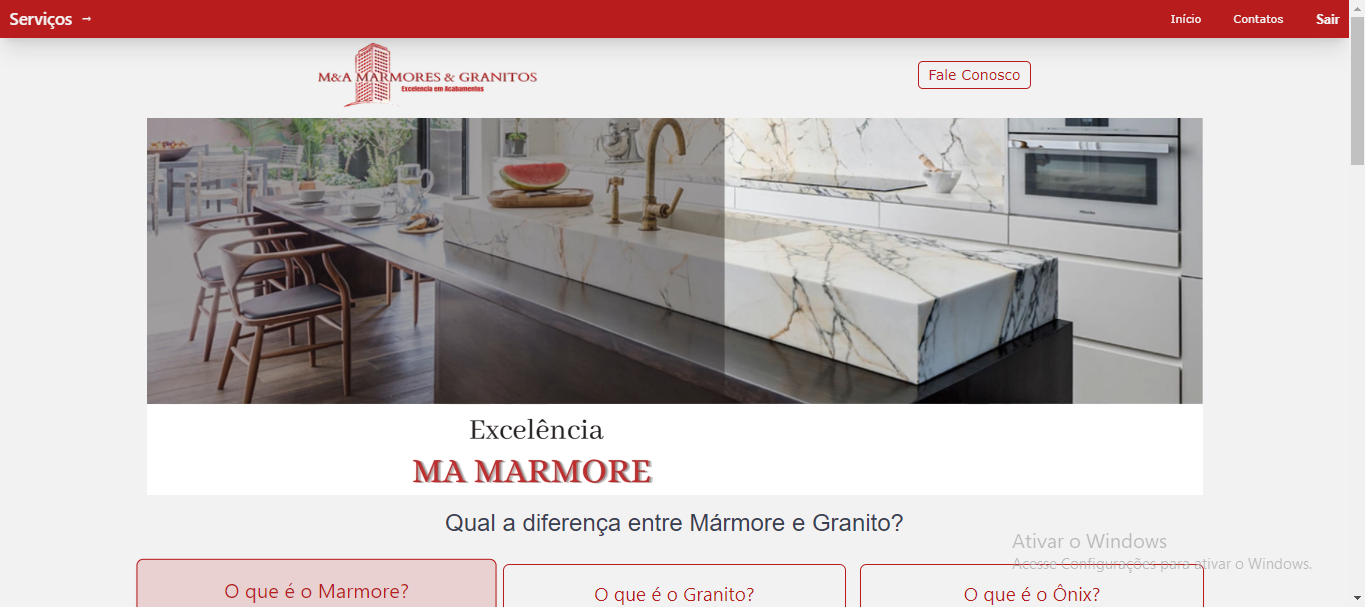 Serviços →
Início
Contatos
Sair
M&A MARMORES & GRANITOS
Excelencia em Acabamentos
Fale Conosco
Excelência
MA MARMORE
Qual a diferença entre Mármore e Granito?
Ativar o Windows
Acesse Configurações para ativar o Windows.
O que é o Marmore?
O que é o Granito?
O que é o Ônix?